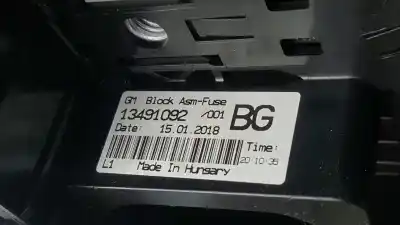 GM Block Asm-Fuse
13491092 /001 BG
Date: 15.01.2018 Time:
20:10:35
L1 Made In Hungary